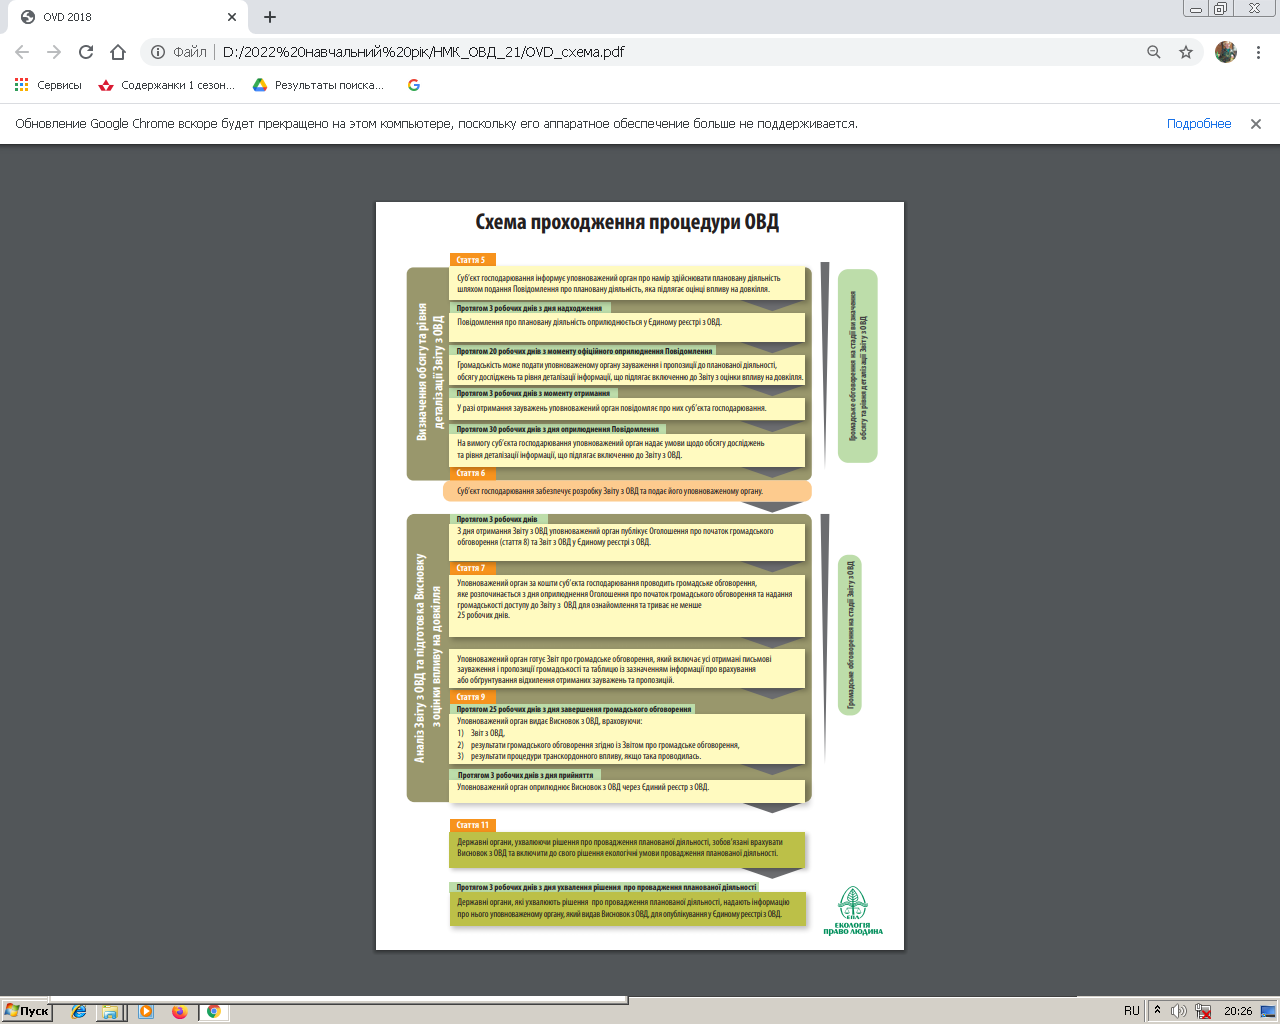 OVD 2018
Файл
D:/2022%20навчальний%20рік/НМК_ОВД_21/OVD_схема.pdf
Сервисы
Содержанки 1 сезон...
Результаты поиска...
Обновление Google Chrome вскоре будет прекращено на этом компьютере, поскольку его аппаратное обеспечение больше не поддерживается.
Подробнее
Схема проходження процедури ОВД
Визначення обсягу та рівня
деталізації Звіту з ОВД
Стаття 5
Суб'єкт господарювання інформує уповноважений орган про намір здійснювати плановану діяльність
шляхом подання Повідомлення про плановану діяльність, яка підлягає оцінці впливу на довкілля.
Протягом 3 робочих днів з дня надходження
Повідомлення про плановану діяльність оприлюднюється у Єдиному реєстрі з ОВД.
Протягом 20 робочих днів з моменту офіційного оприлюднення Повідомлення
Громадськість може подати уповноваженому органу зауваження і пропозиції до планованої діяльності,
обсягу досліджень та рівня деталізації інформації, що підлягає включенню до Звіту з оцінки впливу на довкілля.
Протягом 3 робочих днів з моменту отримання
У разі отримання зауважень уповноважений орган повідомляє про них суб'єкта господарювання.
Протягом 30 робочих днів з дня оприлюднення Повідомлення
На вимогу суб'єкта господарювання уповноважений орган надає умови щодо обсягу досліджень
та рівня деталізації інформації, що підлягає включенню до Звіту з ОВД.
Громадське обговорення на стадії визначення
обсягу та рівня деталізації Звіту з ОВД
Стаття 6
Суб'єкт господарювання забезпечує розробку Звіту з ОВД та подає його уповноваженому органу.
Аналіз Звіту з ОВД та підготовка Висновку
з оцінки впливу на довкілля
Протягом 3 робочих днів
З дня отримання Звіту з ОВД уповноважений орган публікує Оголошення про початок громадського
обговорення (стаття 8) та Звіт з ОВД у Єдиному реєстрі з ОВД.
Стаття 7
Уповноважений орган за кошти суб'єкта господарювання проводить громадське обговорення,
яке розпочинається з дня оприлюднення Оголошення про початок громадського обговорення та надання
громадськості доступу до Звіту з ОВД для ознайомлення та триває не менше
25 робочих днів.
Уповноважений орган готує Звіт про громадське обговорення, який включає усі отримані письмові
зауваження і пропозиції громадськості та таблицю із зазначенням інформації про врахування
або обґрунтування відхилення отриманих зауважень та пропозицій.
Стаття 9
Протягом 25 робочих днів з дня завершення громадського обговорення
Уповноважений орган видає Висновок з ОВД, враховуючи:
1) Звіт з ОВД,
2) результати громадського обговорення згідно із Звітом про громадське обговорення,
3) результати процедури транскордонного впливу, якщо така проводилась.
Протягом 3 робочих днів з дня прийняття
Уповноважений орган оприлюднює Висновок з ОВД через Єдиний реєстр з ОВД.
Громадське обговорення на стадії Звіту з ОВД
Стаття 11
Державні органи, ухвалюючи рішення про провадження планованої діяльності, зобов'язані врахувати
Висновок з ОВД та включити до свого рішення екологічні умови провадження планованої діяльності.
Протягом 3 робочих днів з дня ухвалення рішення про провадження планованої діяльності
Державні органи, які ухвалюють рішення про провадження планованої діяльності, надають інформацію
про нього уповноваженому органу, який видав Висновок з ОВД, для опублікування у Єдиному реєстрі з ОВД.
ЕПЛ
ЕКОЛОГІЯ
ПРАВО ЛЮДИНА
Пуск
RU
20:26